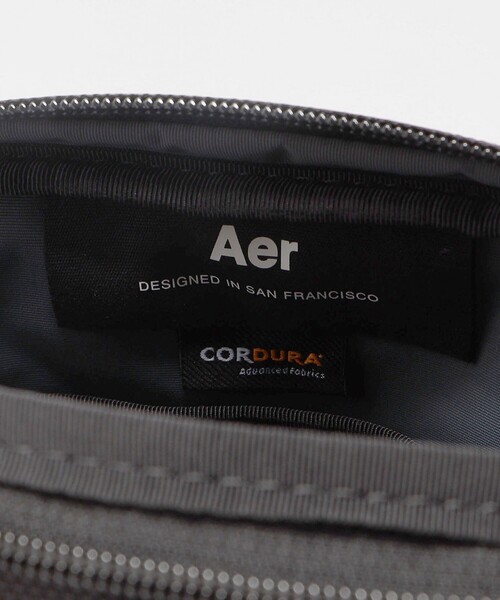 Aer
DESIGNED IN SAN FRANCISCO
CORDURA
Advanced Fabrics